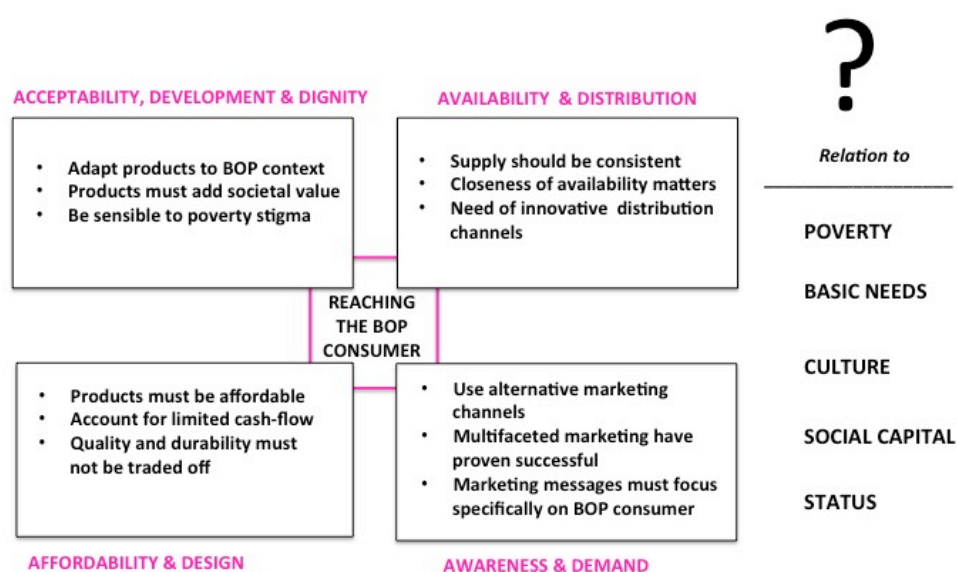 ?
ACCEPTABILITY, DEVELOPMENT & DIGNITY
• Adapt products to BOP context
• Products must add societal value
• Be sensible to poverty stigma
AVAILABILITY & DISTRIBUTION
• Supply should be consistent
• Closeness of availability matters
• Need of innovative distribution
channels
REACHING
THE BOP
CONSUMER
• Products must be affordable
• Account for limited cash-flow
• Quality and durability must
not be traded off
AFFORDABILITY & DESIGN
• Use alternative marketing
channels
• Multifaceted marketing have
proven successful
• Marketing messages must focus
specifically on BOP consumer
AWARENESS & DEMAND
Relation to
POVERTY
BASIC NEEDS
CULTURE
SOCIAL CAPITAL
STATUS